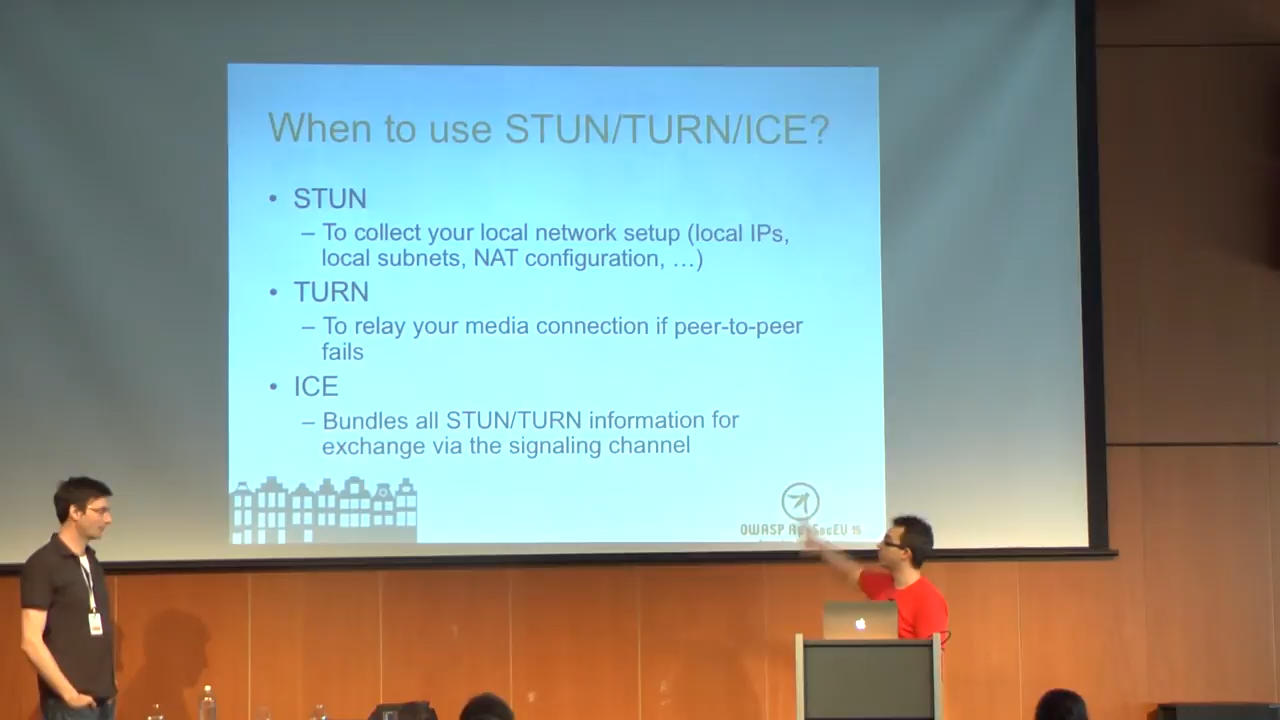 When to use STUN/TURN/ICE?
• STUN
– To collect your local network setup (local IPs,
local subnets, NAT configuration, …)
• TURN
– To relay your media connection if peer-to-peer
fails
• ICE
– Bundles all STUN/TURN information for
exchange via the signaling channel
OWASP AppSecEU 15